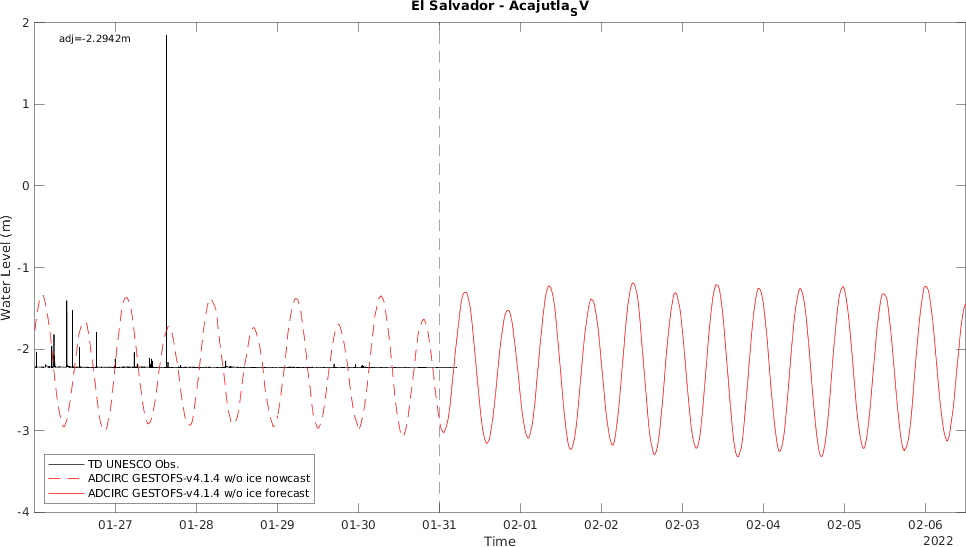 El Salvador - Acajutla_SV
adj=-2.2942m
2
1
0
-1
-2
-3
-4
Water Level (m)
TD UNESCO Obs.
ADCIRC GESTOFS-v4.1.4 w/o ice nowcast
ADCIRC GESTOFS-v4.1.4 w/o ice forecast
01-27 01-28 01-29 01-30 01-31 02-01 02-02 02-03 02-04 02-05 02-06
Time
2022